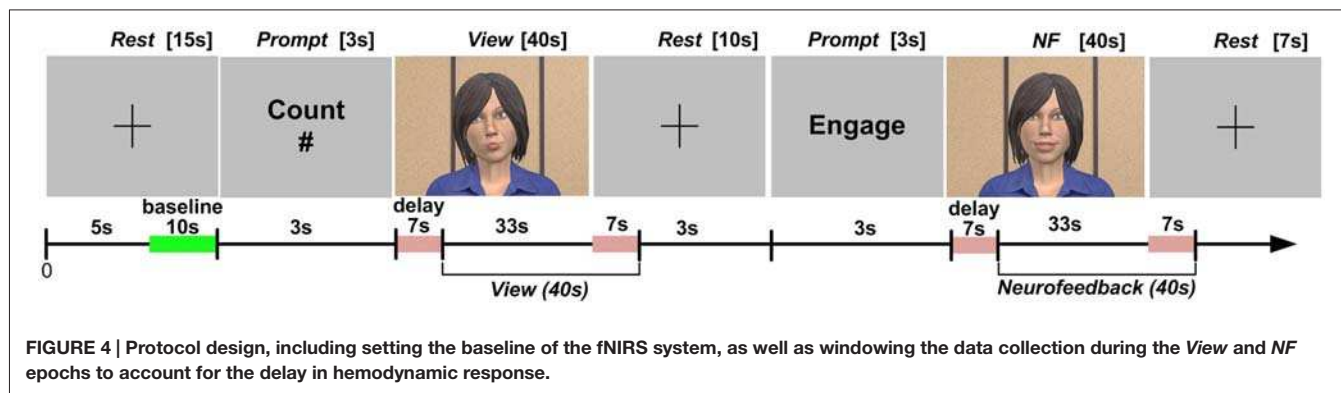 Rest [15s] Prompt [3s] View [40s] Rest [10s] Prompt [3s] NF [40s] Rest [7s]
Count
#
Engage
baseline delay delay
5s 10s 3s 7s 33s 7s 3s 3s 7s 33s 7s
0
View (40s) Neurofeedback (40s)
FIGURE 4 | Protocol design, including setting the baseline of the fNIRS system, as well as windowing the data collection during the View and NF
epochs to account for the delay in hemodynamic response.